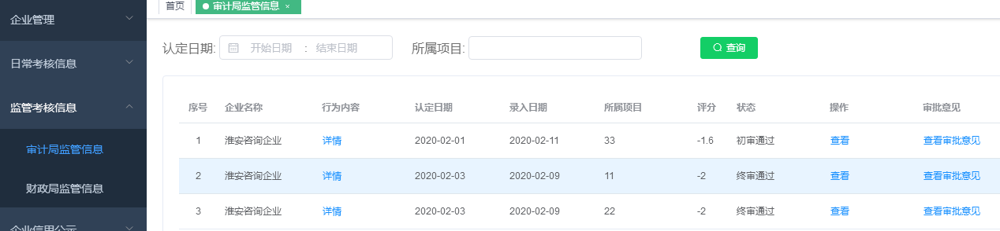 企业管理
日常考核信息
监管考核信息
审计局监管信息
财政局监管信息
企业信用公示
首页 审计局监管信息 ×
认定日期: 开始日期 : 结束日期 所属项目: 查询
序号 企业名称 行为内容 认定日期 录入日期 所属项目 评分 状态 操作 审批意见
1 淮安咨询企业 详情 2020-02-01 2020-02-11 33 -1.6 初审通过 查看 查看审批意见
2 淮安咨询企业 详情 2020-02-03 2020-02-09 11 -2 终审通过 查看 查看审批意见
3 淮安咨询企业 详情 2020-02-03 2020-02-09 22 -2 终审通过 查看 查看审批意见